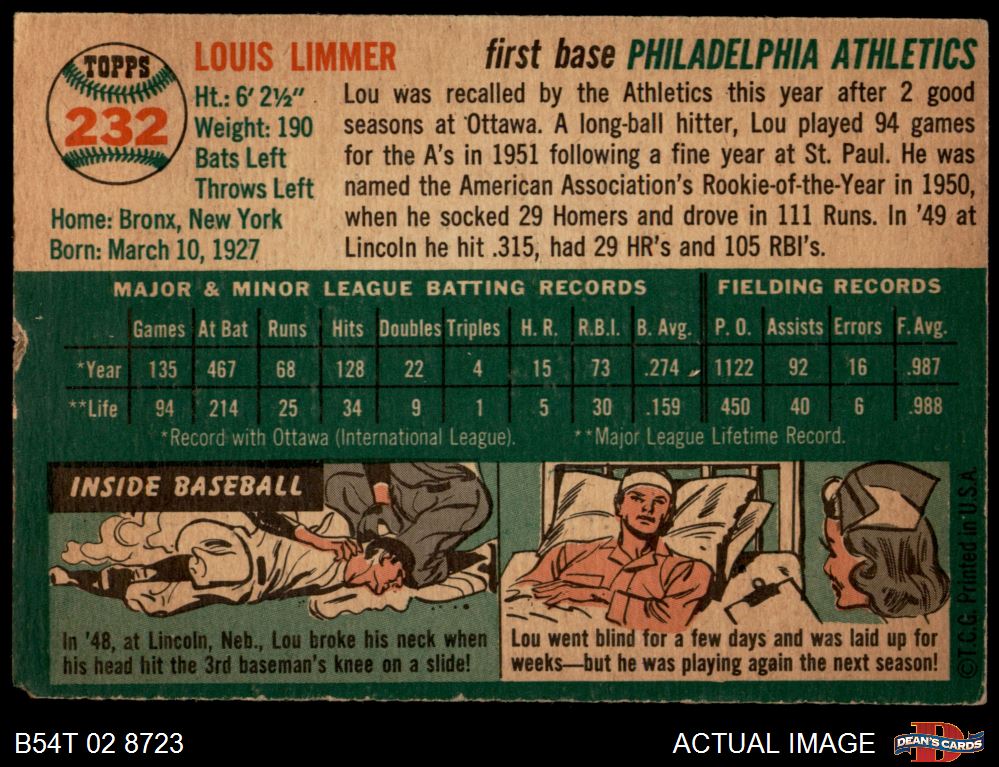 TOPPS
232
LOUIS LIMMER
Ht.: 6' 2½"
Weight: 190
Bats Left
Throws Left
Home: Bronx, New York
Born: March 10, 1927
first base PHILADELPHIA ATHLETICS
Lou was recalled by the Athletics this year after 2 good
seasons at Ottawa. A long-ball hitter, Lou played 94 games
for the A's in 1951 following a fine year at St. Paul. He was
named the American Association's Rookie-of-the-Year in 1950,
when he socked 29 Homers and drove in 111 Runs. In '49 at
Lincoln he hit .315, had 29 HR's and 105 RBI's.
MAJOR & MINOR LEAGUE BATTING RECORDS FIELDING RECORDS
Games At Bat Runs Hits Doubles Triples H. R. R.B.I. B. Avg. P. O. Assists Errors F. Avg.
*Year 135 467 68 128 22 4 15 73 .274 1122 92 16 .987
**Life 94 214 25 34 9 1 5 30 .159 450 40 6 .988
*Record with Ottawa (International League). **Major League Lifetime Record.
INSIDE BASEBALL
In '48, at Lincoln, Neb., Lou broke his neck when
his head hit the 3rd baseman's knee on a slide!
Lou went blind for a few days and was laid up for
weeks—but he was playing again the next season!
©T.C.G. Printed in U.S.A.
B54T 02 8723
ACTUAL IMAGE
DEAN'S CARDS